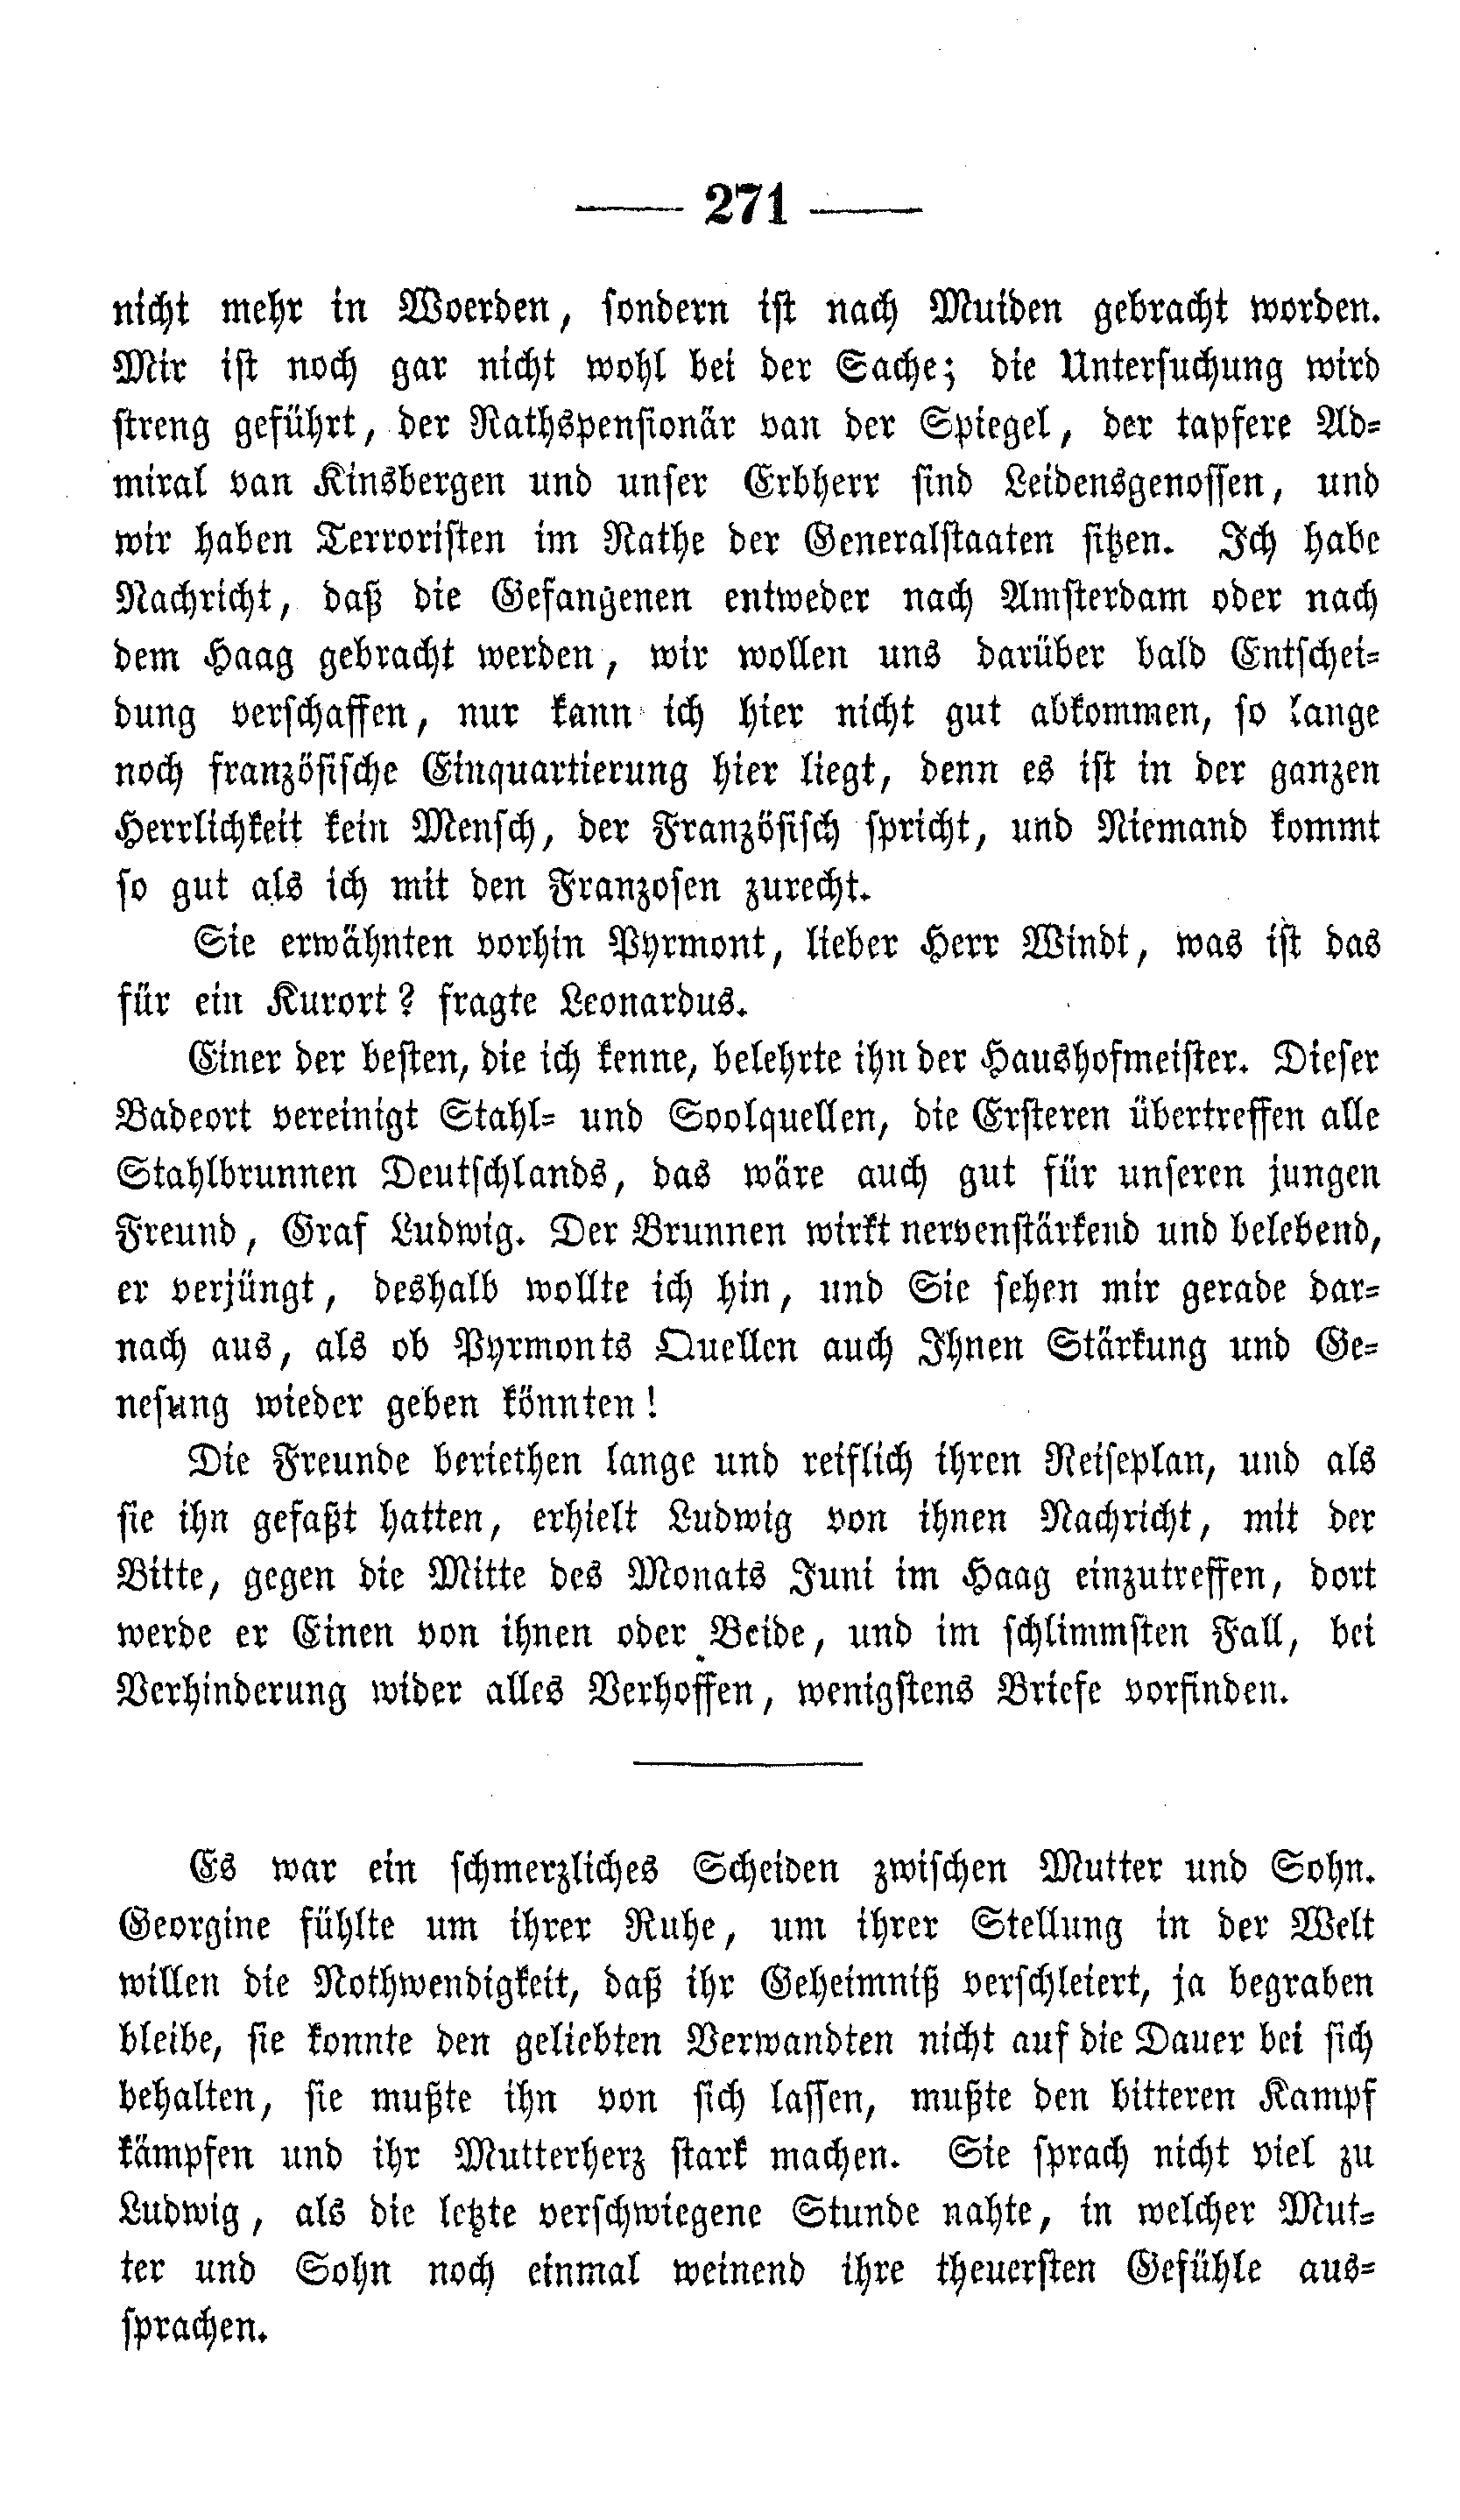 — 271 —
nicht mehr in Woerden, sondern ist nach Muiden gebracht worden.
Mir ist noch gar nicht wohl bei der Sache; die Untersuchung wird
streng geführt, der Rathspensionär van der Spiegel, der tapfere Ad-
miral van Kinsbergen und unser Erbherr sind Leidensgenossen, und
wir haben Terroristen im Rathe der Generalstaaten sitzen. Ich habe
Nachricht, daß die Gefangenen entweder nach Amsterdam oder nach
dem Haag gebracht werden, wir wollen uns darüber bald Entschei-
dung verschaffen, nur kann ich hier nicht gut abkommen, so lange
noch französische Einquartierung hier liegt, denn es ist in der ganzen
Herrlichkeit kein Mensch, der Französisch spricht, und Niemand kommt
so gut als ich mit den Franzosen zurecht.
Sie erwähnten vorhin Pyrmont, lieber Herr Windt, was ist das
für ein Kurort? fragte Leonardus.
Einer der besten, die ich kenne, belehrte ihn der Haushofmeister. Dieser
Badeort vereinigt Stahl- und Soolquellen, die Ersteren übertreffen alle
Stahlbrunnen Deutschlands, das wäre auch gut für unseren jungen
Freund, Graf Ludwig. Der Brunnen wirkt nervenstärkend und belebend,
er verjüngt, deshalb wollte ich hin, und Sie sehen mir gerade dar-
nach aus, als ob Pyrmonts Quellen auch Ihnen Stärkung und Ge-
nesung wieder geben könnten!
Die Freunde beriethen lange und reiflich ihren Reiseplan, und als
sie ihn gefaßt hatten, erhielt Ludwig von ihnen Nachricht, mit der
Bitte, gegen die Mitte des Monats Juni im Haag einzutreffen, dort
werde er Einen von ihnen oder Beide, und im schlimmsten Fall, bei
Verhinderung wider alles Verhoffen, wenigstens Briefe vorfinden.
Es war ein schmerzliches Scheiden zwischen Mutter und Sohn.
Georgine fühlte um ihrer Ruhe, um ihrer Stellung in der Welt
willen die Nothwendigkeit, daß ihr Geheimniß verschleiert, ja begraben
bleibe, sie konnte den geliebten Verwandten nicht auf die Dauer bei sich
behalten, sie mußte ihn von sich lassen, mußte den bitteren Kampf
kämpfen und ihr Mutterherz stark machen. Sie sprach nicht viel zu
Ludwig, als die letzte verschwiegene Stunde nahte, in welcher Mut-
ter und Sohn noch einmal weinend ihre theuersten Gefühle aus-
sprachen.